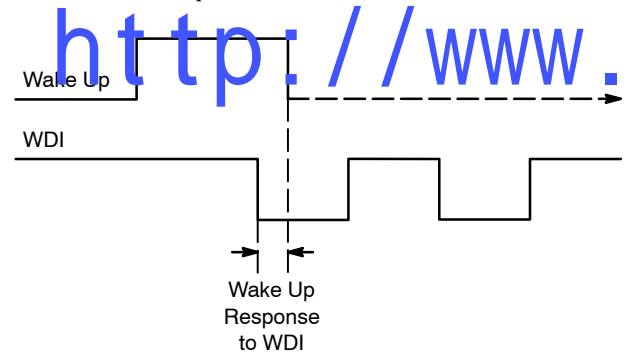 http://www.
Wake Up
WDI
Wake Up
Response
to WDI